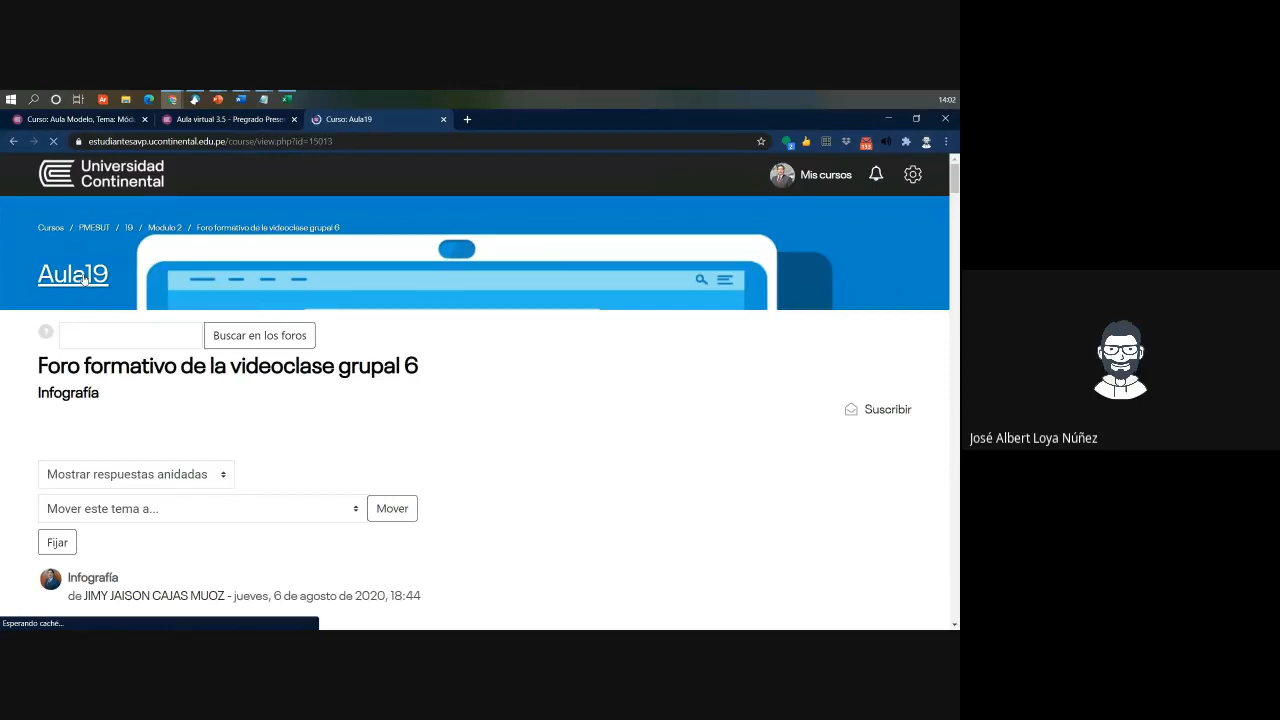 14:02
Curso: Aula Modelo, Tema: Módu
Aula virtual 3.5 - Pregrado Prese
Curso: Aula19
estudiantesavp.ucontinental.edu.pe/course/view.php?id=15013
Universidad
Continental
Mis cursos
Cursos / PMESUT / 19 / Modulo 2 / Foro formativo de la videoclase grupal 6
Aula19
Buscar en los foros
Foro formativo de la videoclase grupal 6
Infografía
Suscribir
Mostrar respuestas anidadas
Mover este tema a...
Mover
Fijar
Infografía
de JIMY JAISON CAJAS MUOZ - jueves, 6 de agosto de 2020, 18:44
Esperando caché...
José Albert Loya Núñez